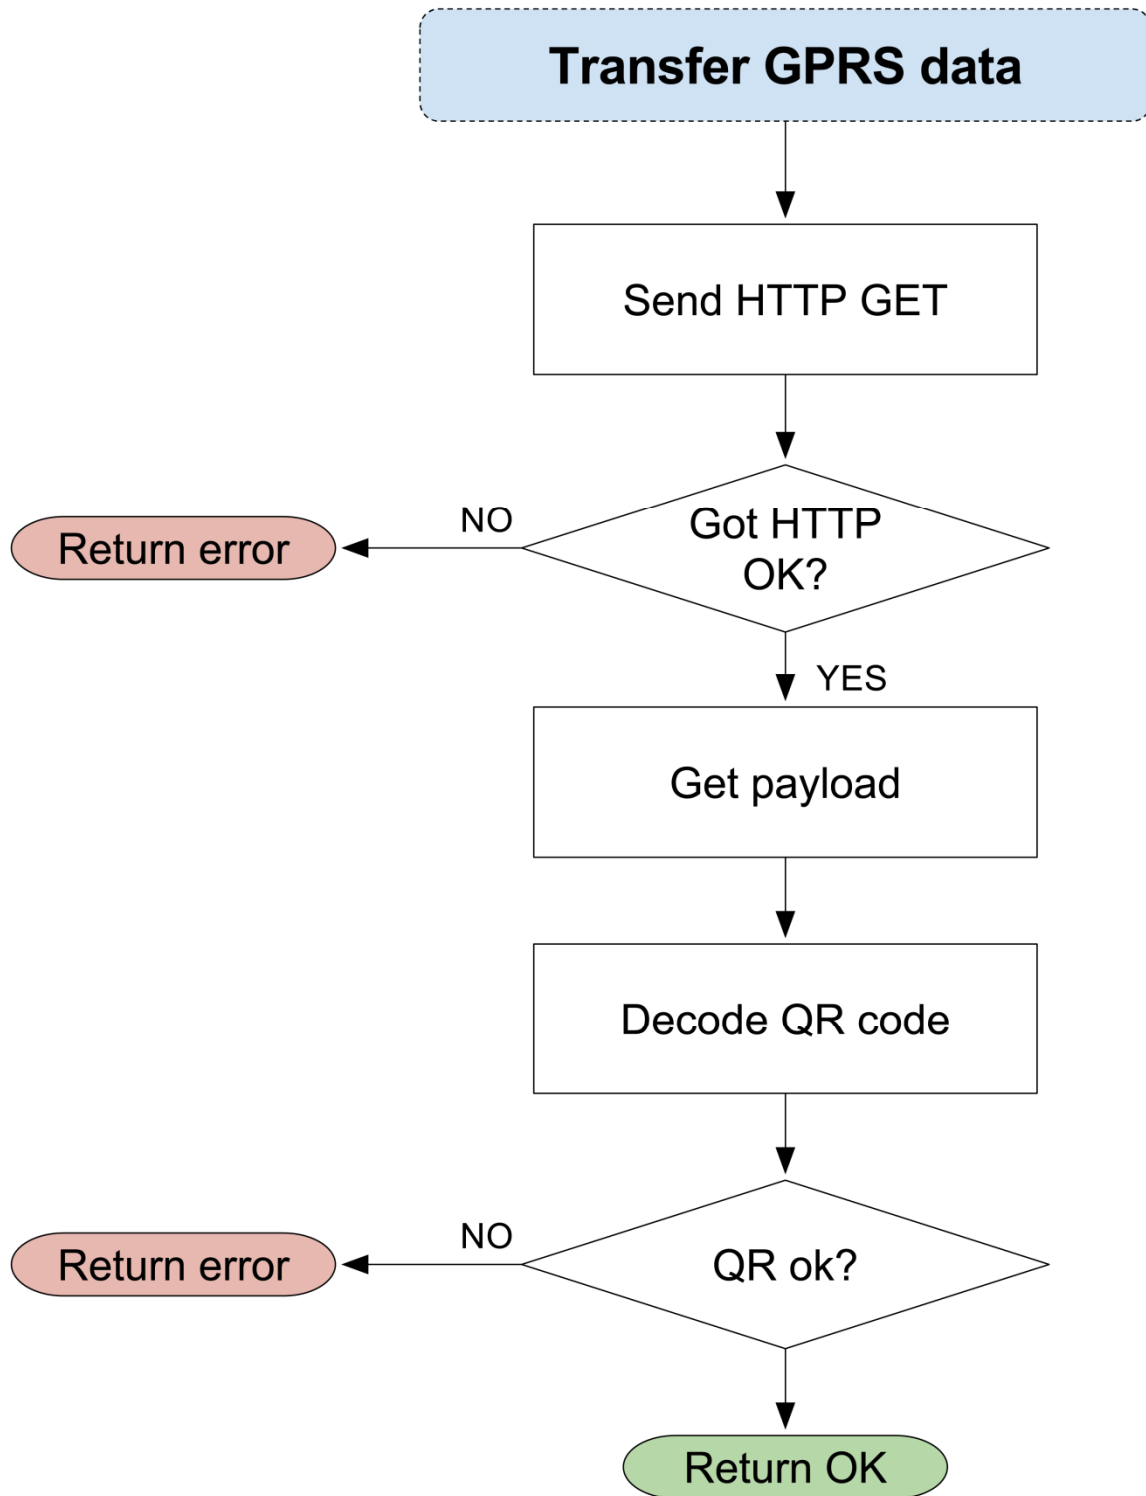 Transfer GPRS data
Send HTTP GET
NO
Got HTTP
OK?
Return error
YES
Get payload
Decode QR code
NO
QR ok?
Return error
Return OK